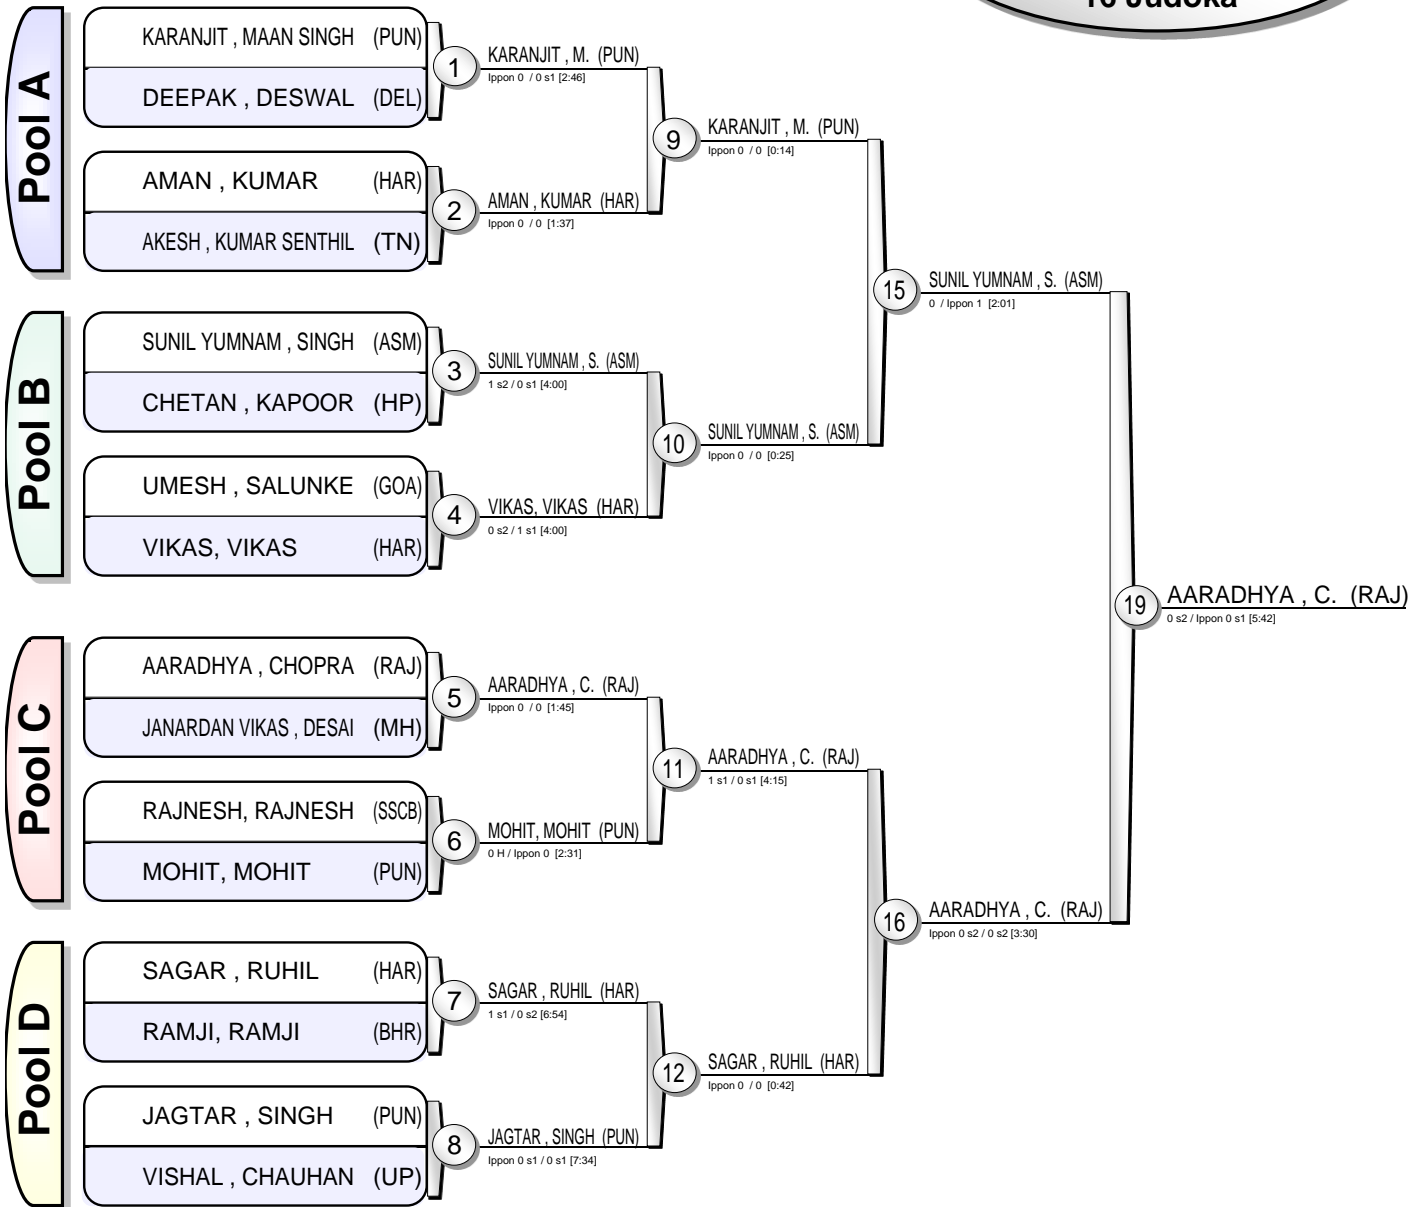 16 Judoka
Pool A
KARANJIT , MAAN SINGH (PUN)
DEEPAK , DESWAL (DEL)
1
KARANJIT , M. (PUN)
Ippon 0 / 0 s1 [2:46]
AMAN , KUMAR (HAR)
AKESH , KUMAR SENTHIL (TN)
2
AMAN , KUMAR (HAR)
Ippon 0 / 0 [1:37]
9
KARANJIT , M. (PUN)
Ippon 0 / 0 [0:14]
Pool B
SUNIL YUMNAM , SINGH (ASM)
CHETAN , KAPOOR (HP)
3
SUNIL YUMNAM , S. (ASM)
1 s2 / 0 s1 [4:00]
UMESH , SALUNKE (GOA)
VIKAS, VIKAS (HAR)
4
VIKAS, VIKAS (HAR)
0 s2 / 1 s1 [4:00]
10
SUNIL YUMNAM , S. (ASM)
Ippon 0 / 0 [0:25]
15
SUNIL YUMNAM , S. (ASM)
0 / Ippon 1 [2:01]
Pool C
AARADHYA , CHOPRA (RAJ)
JANARDAN VIKAS , DESAI (MH)
5
AARADHYA , C. (RAJ)
Ippon 0 / 0 [1:45]
RAJNESH, RAJNESH (SSCB)
MOHIT, MOHIT (PUN)
6
MOHIT, MOHIT (PUN)
0 H / Ippon 0 [2:31]
11
AARADHYA , C. (RAJ)
1 s1 / 0 s1 [4:15]
Pool D
SAGAR , RUHIL (HAR)
RAMJI, RAMJI (BHR)
7
SAGAR , RUHIL (HAR)
1 s1 / 0 s2 [6:54]
JAGTAR , SINGH (PUN)
VISHAL , CHAUHAN (UP)
8
JAGTAR , SINGH (PUN)
Ippon 0 s1 / 0 s1 [7:34]
12
SAGAR , RUHIL (HAR)
Ippon 0 / 0 [0:42]
16
AARADHYA , C. (RAJ)
Ippon 0 s2 / 0 s2 [3:30]
19
AARADHYA , C. (RAJ)
0 s2 / Ippon 0 s1 [5:42]